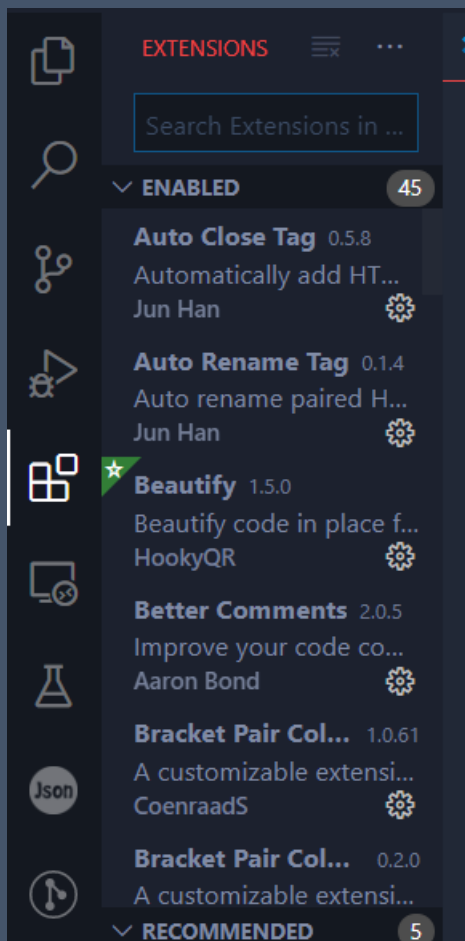 EXTENSIONS
Search Extensions in ...
ENABLED 45
Auto Close Tag 0.5.8
Automatically add HT...
Jun Han
Auto Rename Tag 0.1.4
Auto rename paired H...
Jun Han
Beautify 1.5.0
Beautify code in place f...
HookyQR
Better Comments 2.0.5
Improve your code co...
Aaron Bond
Json
Bracket Pair Col... 1.0.61
A customizable extensi...
CoenraadS
Bracket Pair Col... 0.2.0
A customizable extensi...
RECOMMENDED 5